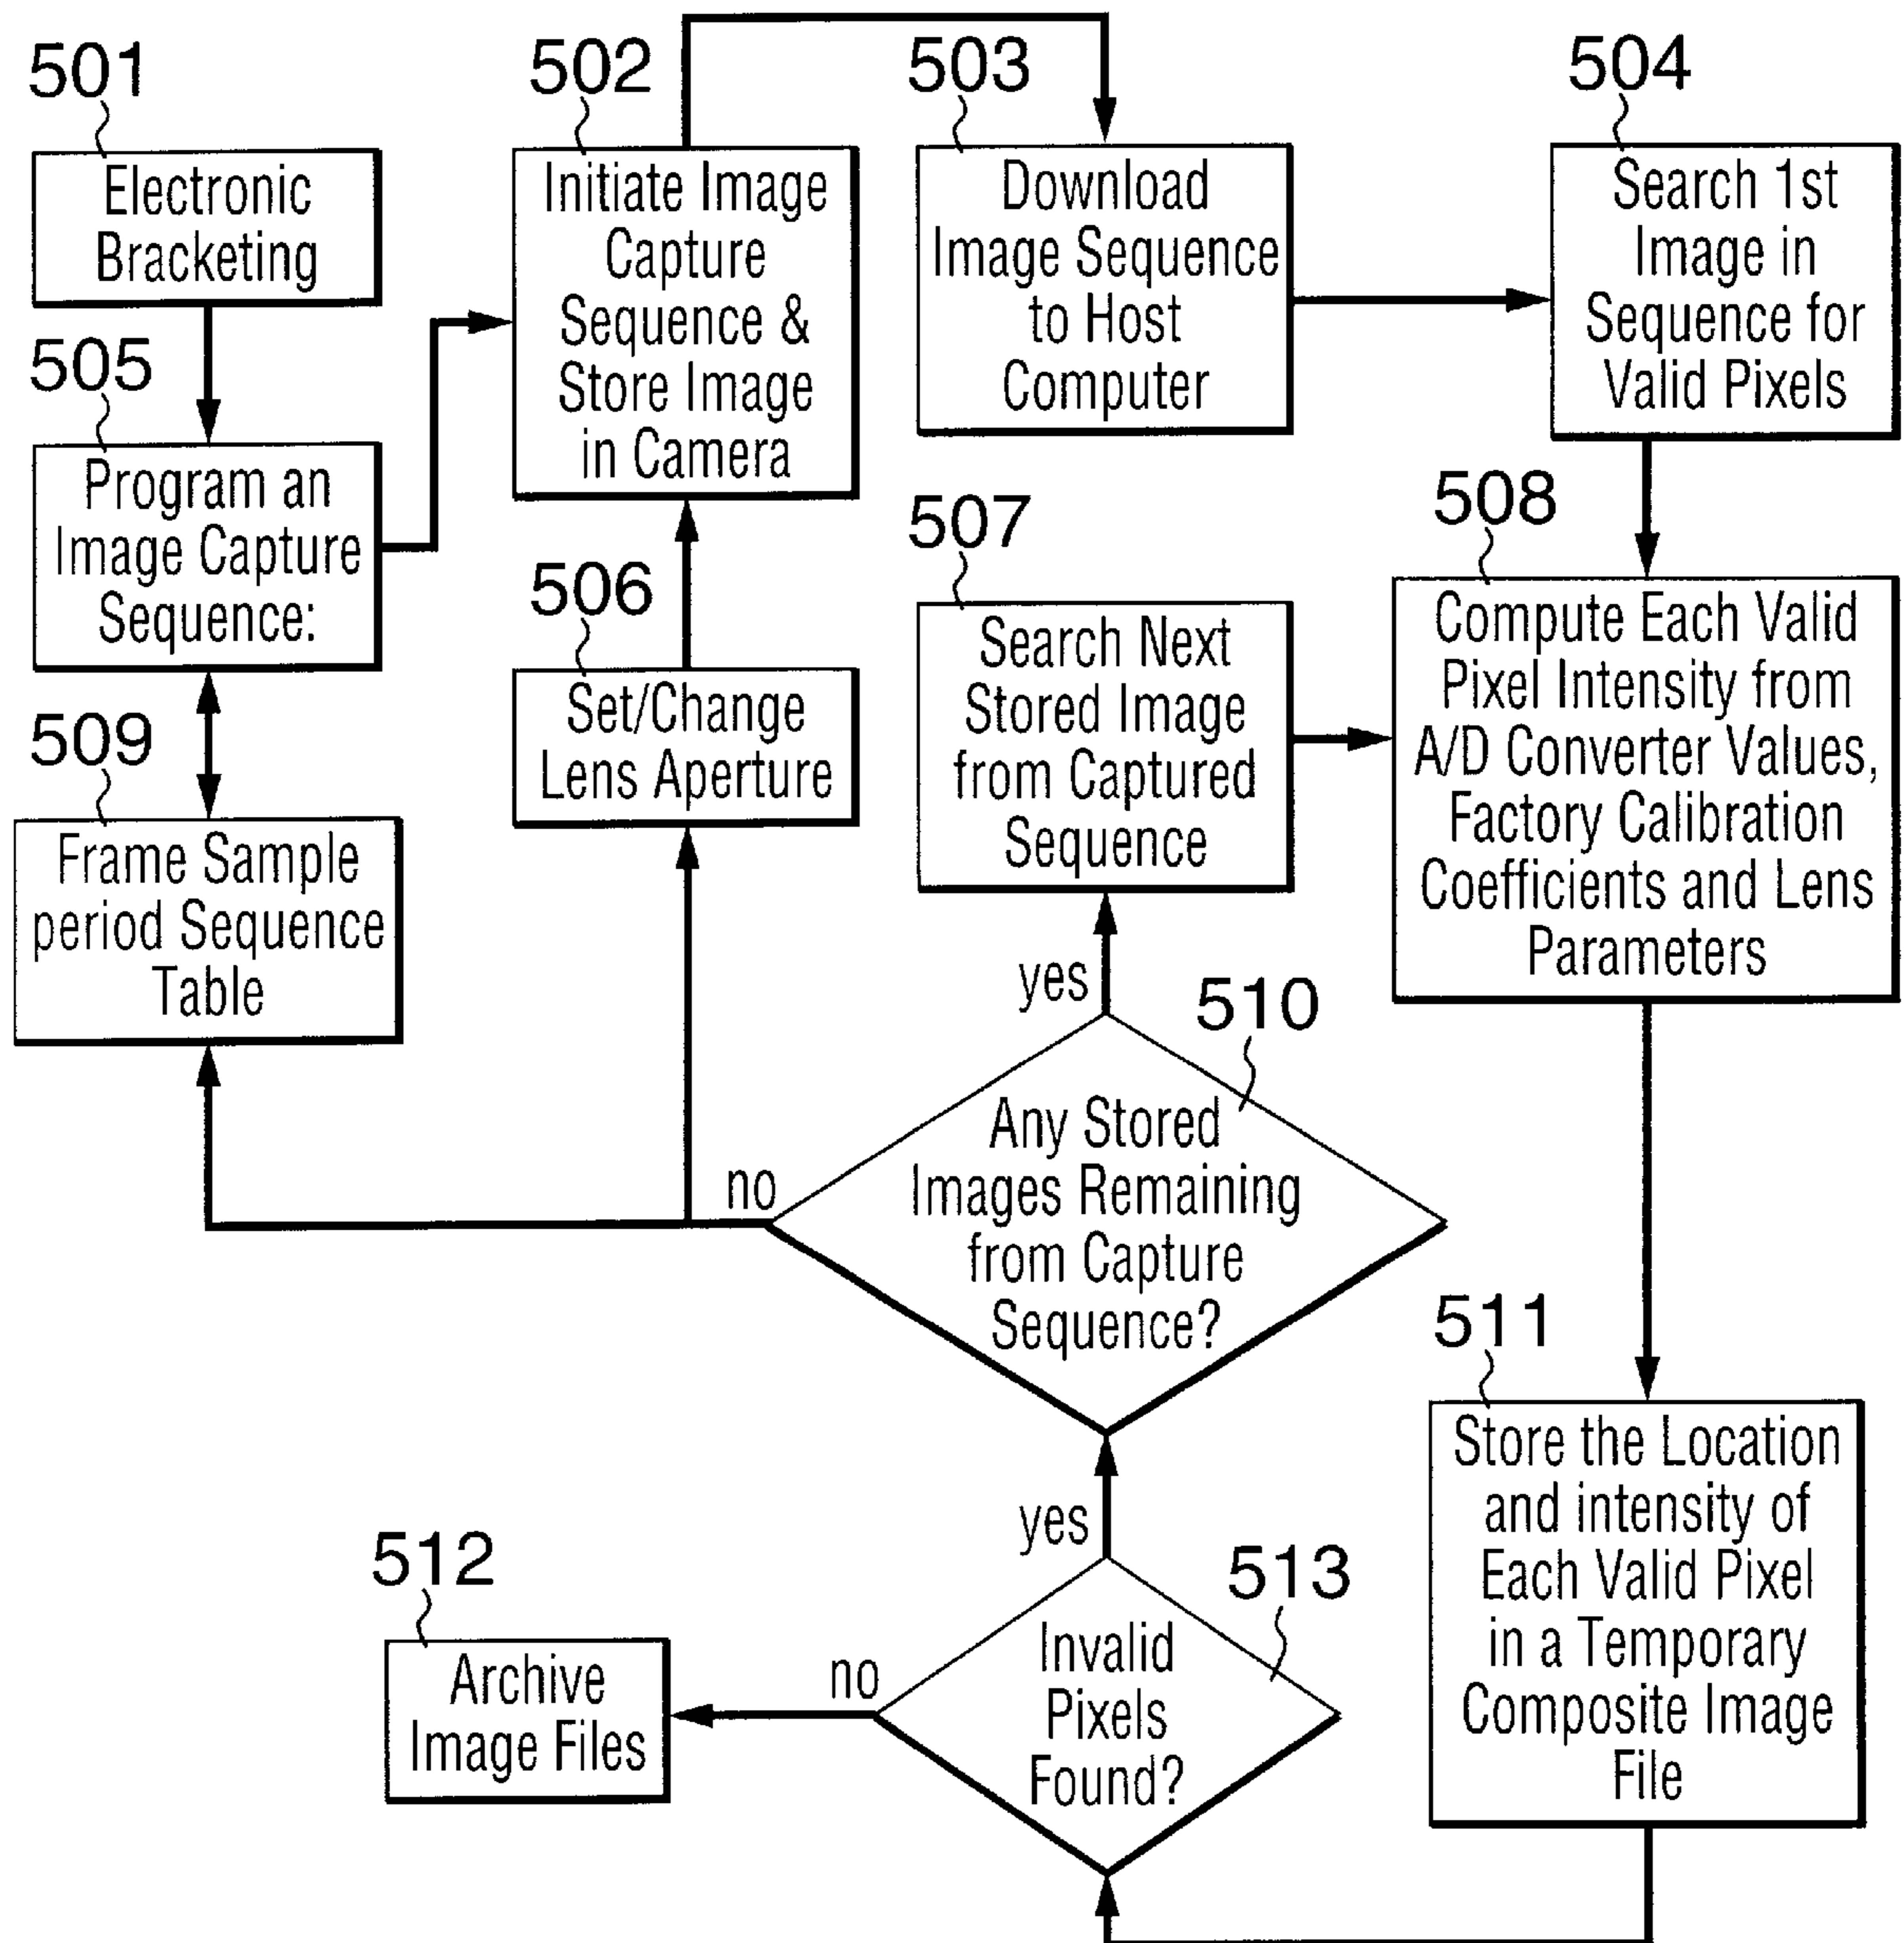 501
Electronic
Bracketing
502
Initiate Image
Capture
Sequence &
Store Image
in Camera
503
Download
Image Sequence
to Host
Computer
504
Search 1st
Image in
Sequence for
Valid Pixels
505
Program an
Image Capture
Sequence:
506
Set/Change
Lens Aperture
507
Search Next
Stored Image
from Captured
Sequence
508
Compute Each Valid
Pixel Intensity from
A/D Converter Values,
Factory Calibration
Coefficients and Lens
Parameters
509
Frame Sample
period Sequence
Table
yes
510
Any Stored
Images Remaining
from Capture
Sequence?
no
511
Store the Location
and intensity of
Each Valid Pixel
in a Temporary
Composite Image
File
yes
512
Archive
Image Files
no
513
Invalid
Pixels
Found?